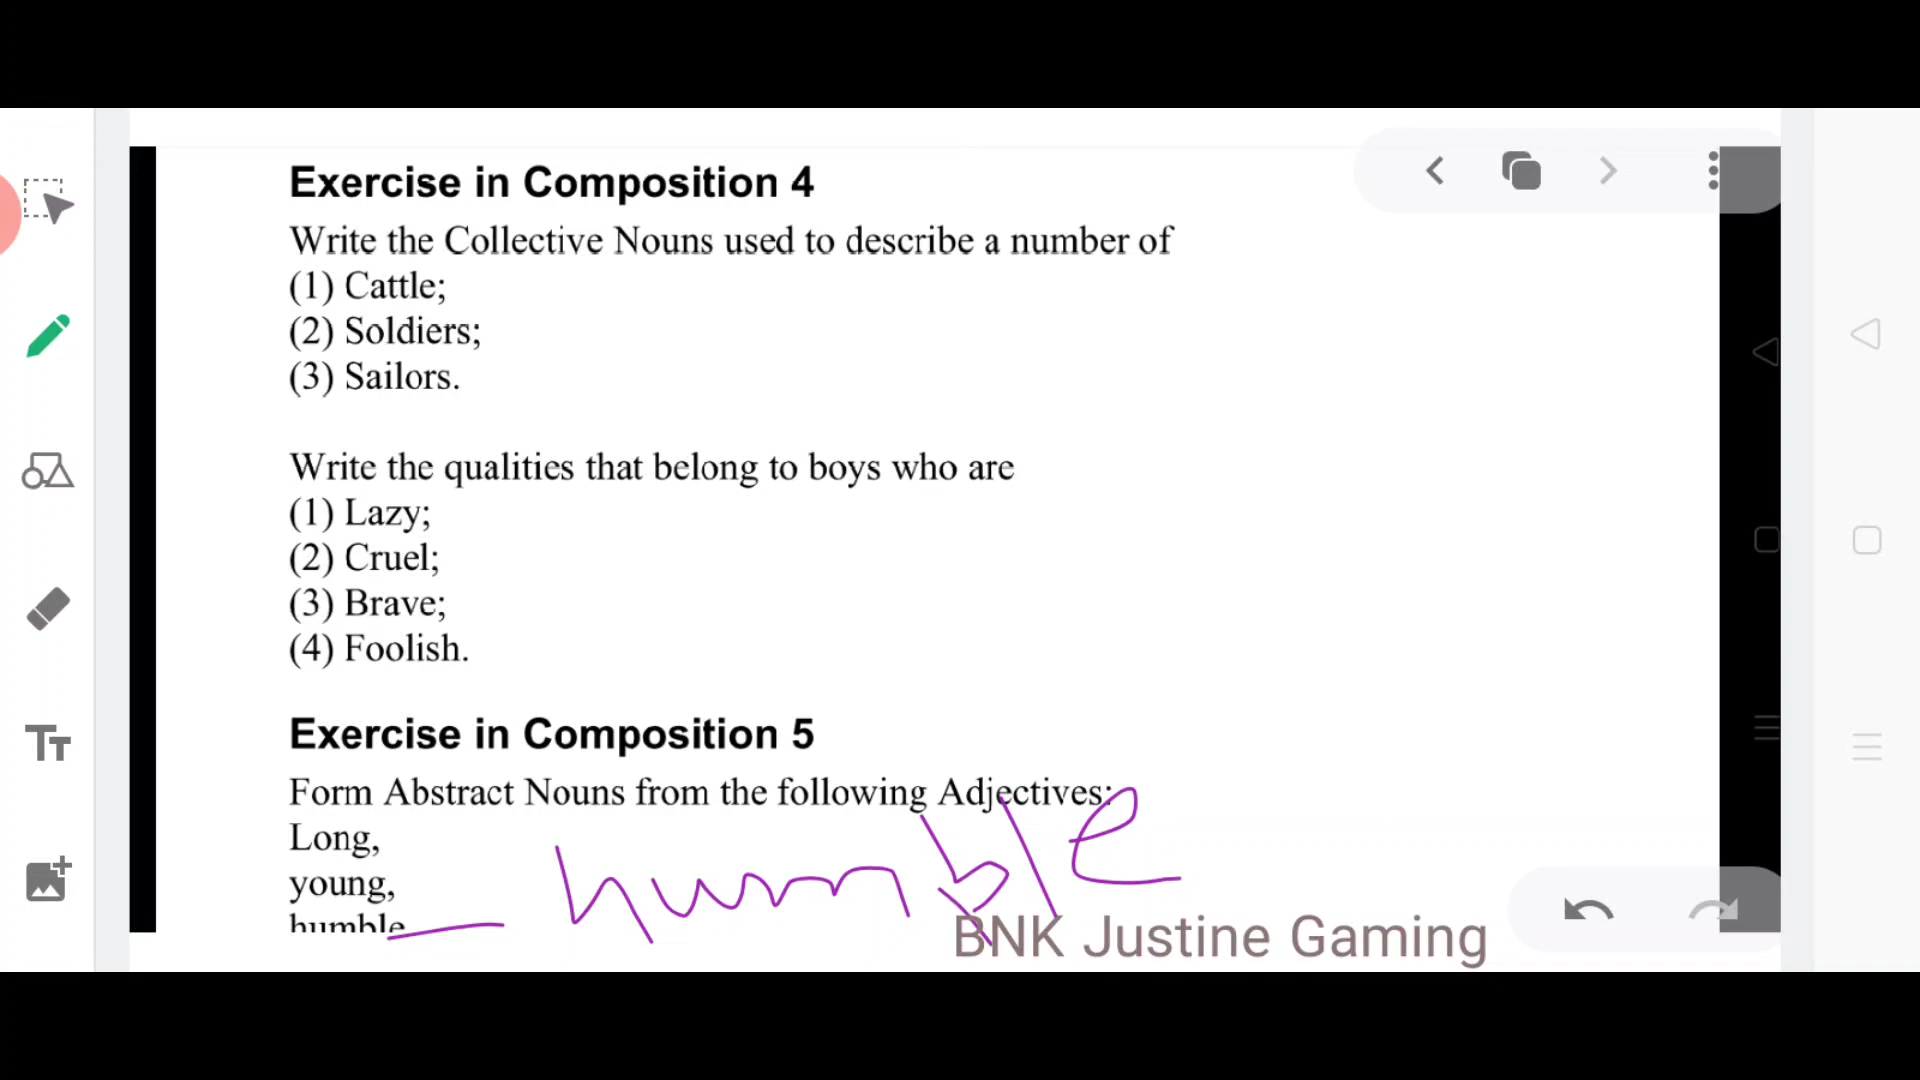 Exercise in Composition 4
Write the Collective Nouns used to describe a number of
(1) Cattle;
(2) Soldiers;
(3) Sailors.
Write the qualities that belong to boys who are
(1) Lazy;
(2) Cruel;
(3) Brave;
(4) Foolish.
Exercise in Composition 5
Form Abstract Nouns from the following Adjectives:
Long,
young,
humble
humble
BNK Justine Gaming
TT